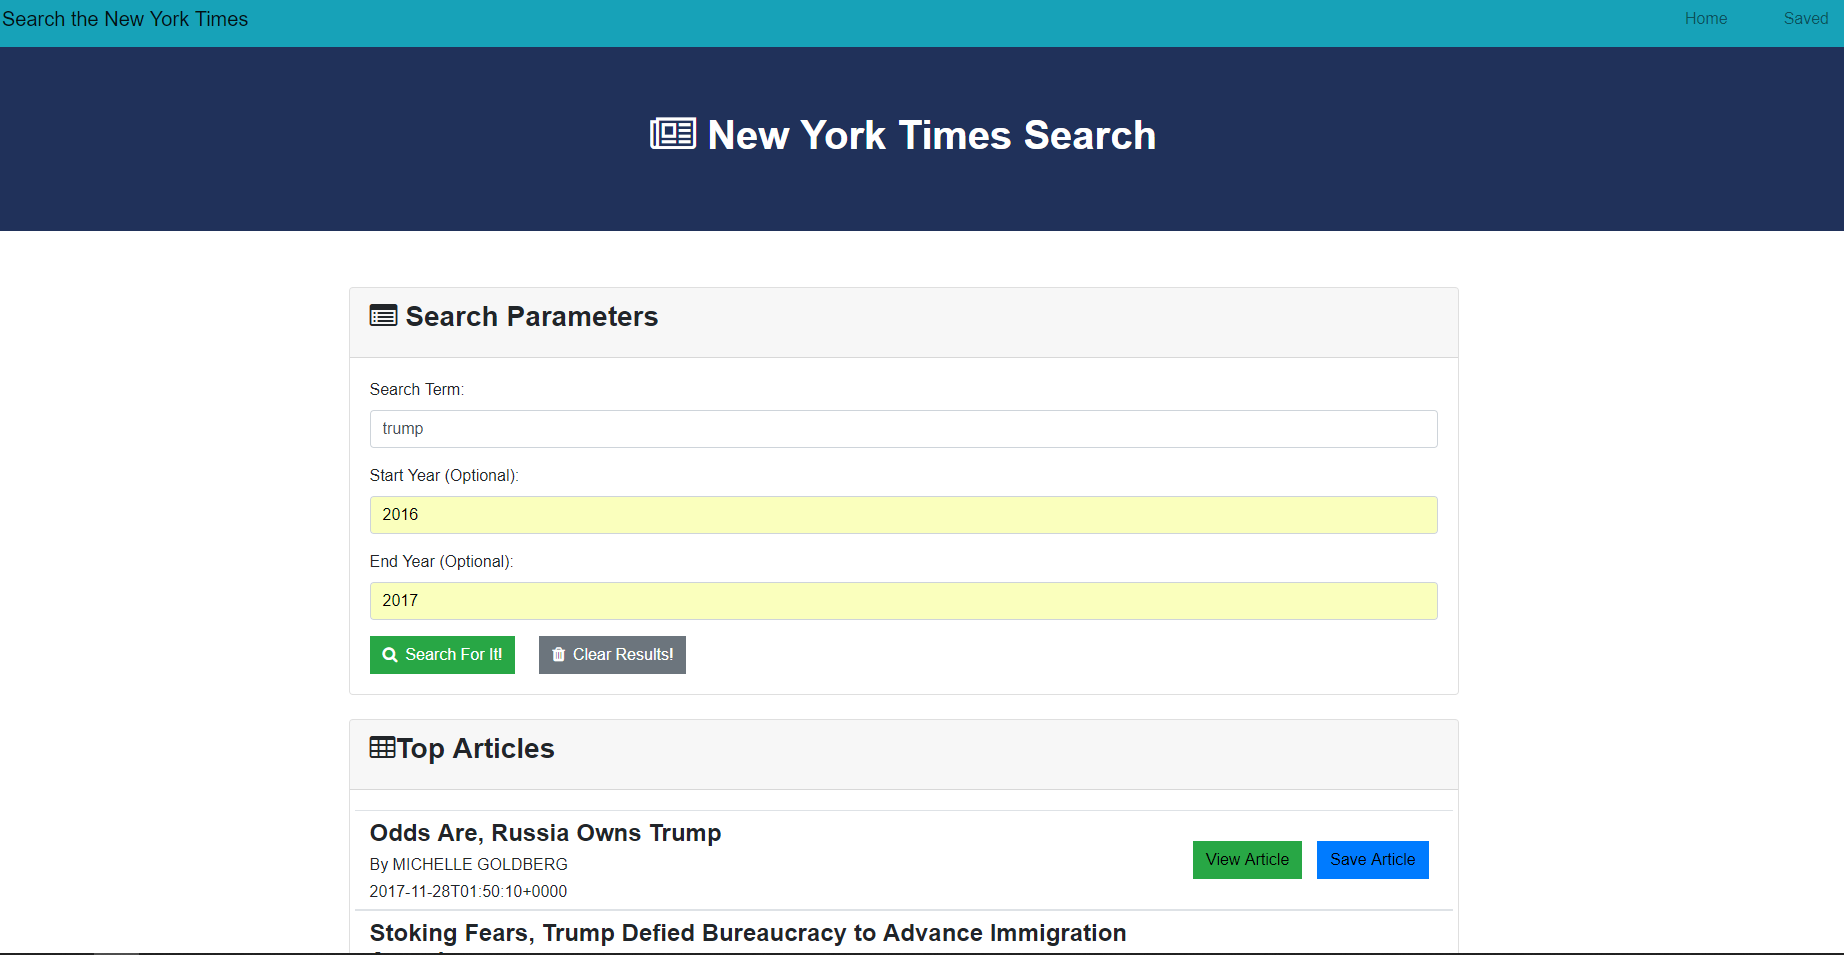 Search the New York Times
Home
Saved
New York Times Search
Search Parameters
Search Term:
trump
Start Year (Optional):
2016
End Year (Optional):
2017
Search For It!
Clear Results!
Top Articles
Odds Are, Russia Owns Trump
By MICHELLE GOLDBERG
2017-11-28T01:50:10+0000
View Article
Save Article
Stoking Fears, Trump Defied Bureaucracy to Advance Immigration